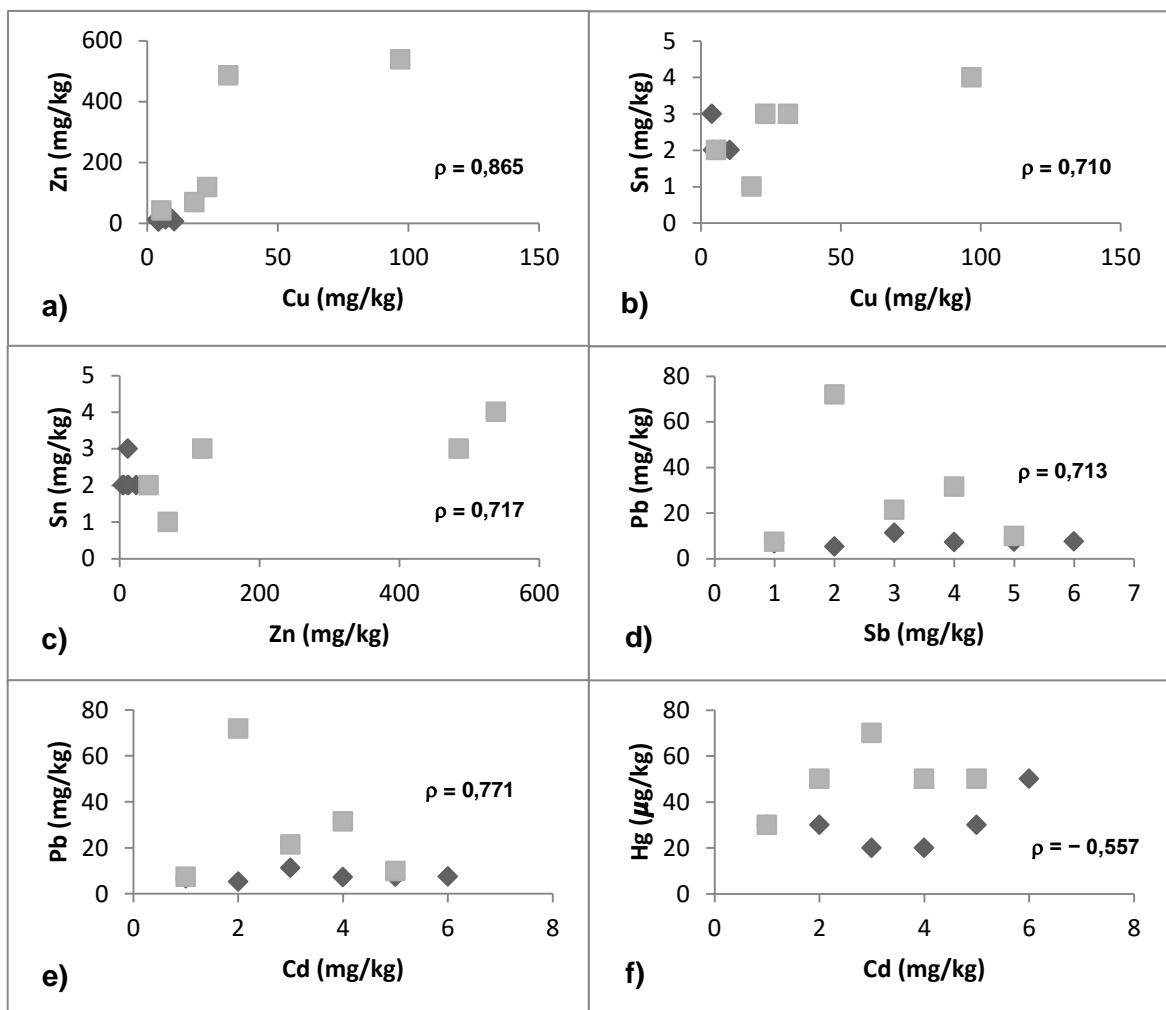 Zn (mg/kg)
600
400
200
0
0 50 100 150
Cu (mg/kg)
ρ = 0,865
a)
Sn (mg/kg)
5
4
3
2
1
0
0 50 100 150
Cu (mg/kg)
ρ = 0,710
b)
Sn (mg/kg)
5
4
3
2
1
0
0 200 400 600
Zn (mg/kg)
ρ = 0,717
c)
Pb (mg/kg)
80
60
40
20
0
0 1 2 3 4 5 6 7
Sb (mg/kg)
ρ = 0,713
d)
Pb (mg/kg)
80
60
40
20
0
0 2 4 6 8
Cd (mg/kg)
ρ = 0,771
e)
Hg (µg/kg)
80
60
40
20
0
0 2 4 6 8
Cd (mg/kg)
ρ = − 0,557
f)